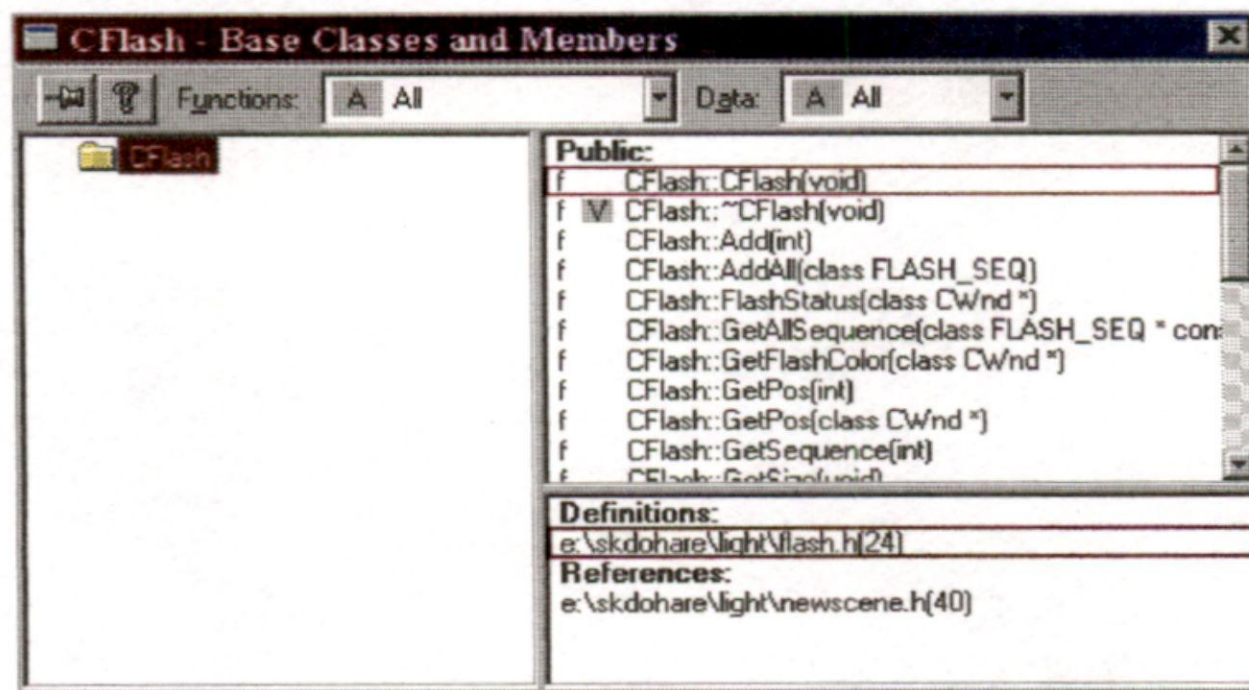 CFlash - Base Classes and Members
Functions: A All Data: A All
CFlash
Public:
f CFlash::CFlash(void)
f V CFlash::~CFlash(void)
f CFlash::Add(int)
f CFlash::AddAll(class FLASH_SEQ)
f CFlash::FlashStatus(class CWnd *)
f CFlash::GetAllSequence(class FLASH_SEQ * con
f CFlash::GetFlashColor(class CWnd *)
f CFlash::GetPos(int)
f CFlash::GetPos(class CWnd *)
f CFlash::GetSequence(int)
f CFlash::GetSize(void)
Definitions:
e:\skdohare\light\flash.h(24)
References:
e:\skdohare\light\newscene.h(40)